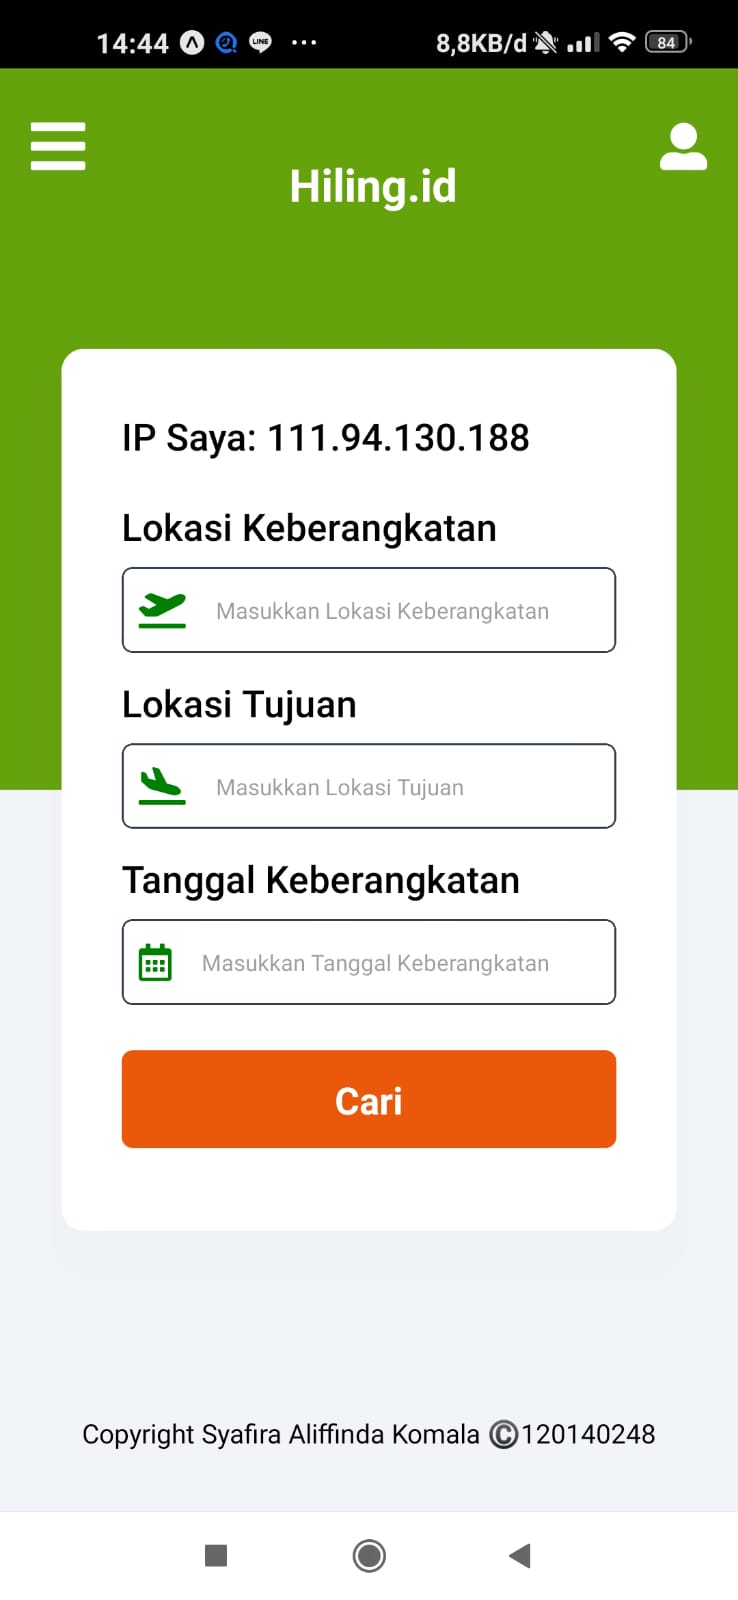 14:44 LINE 8,8KB/d 84
Hiling.id
IP Saya: 111.94.130.188
Lokasi Keberangkatan
Masukkan Lokasi Keberangkatan
Lokasi Tujuan
Masukkan Lokasi Tujuan
Tanggal Keberangkatan
Masukkan Tanggal Keberangkatan
Cari
Copyright Syafira Aliffinda Komala ©120140248